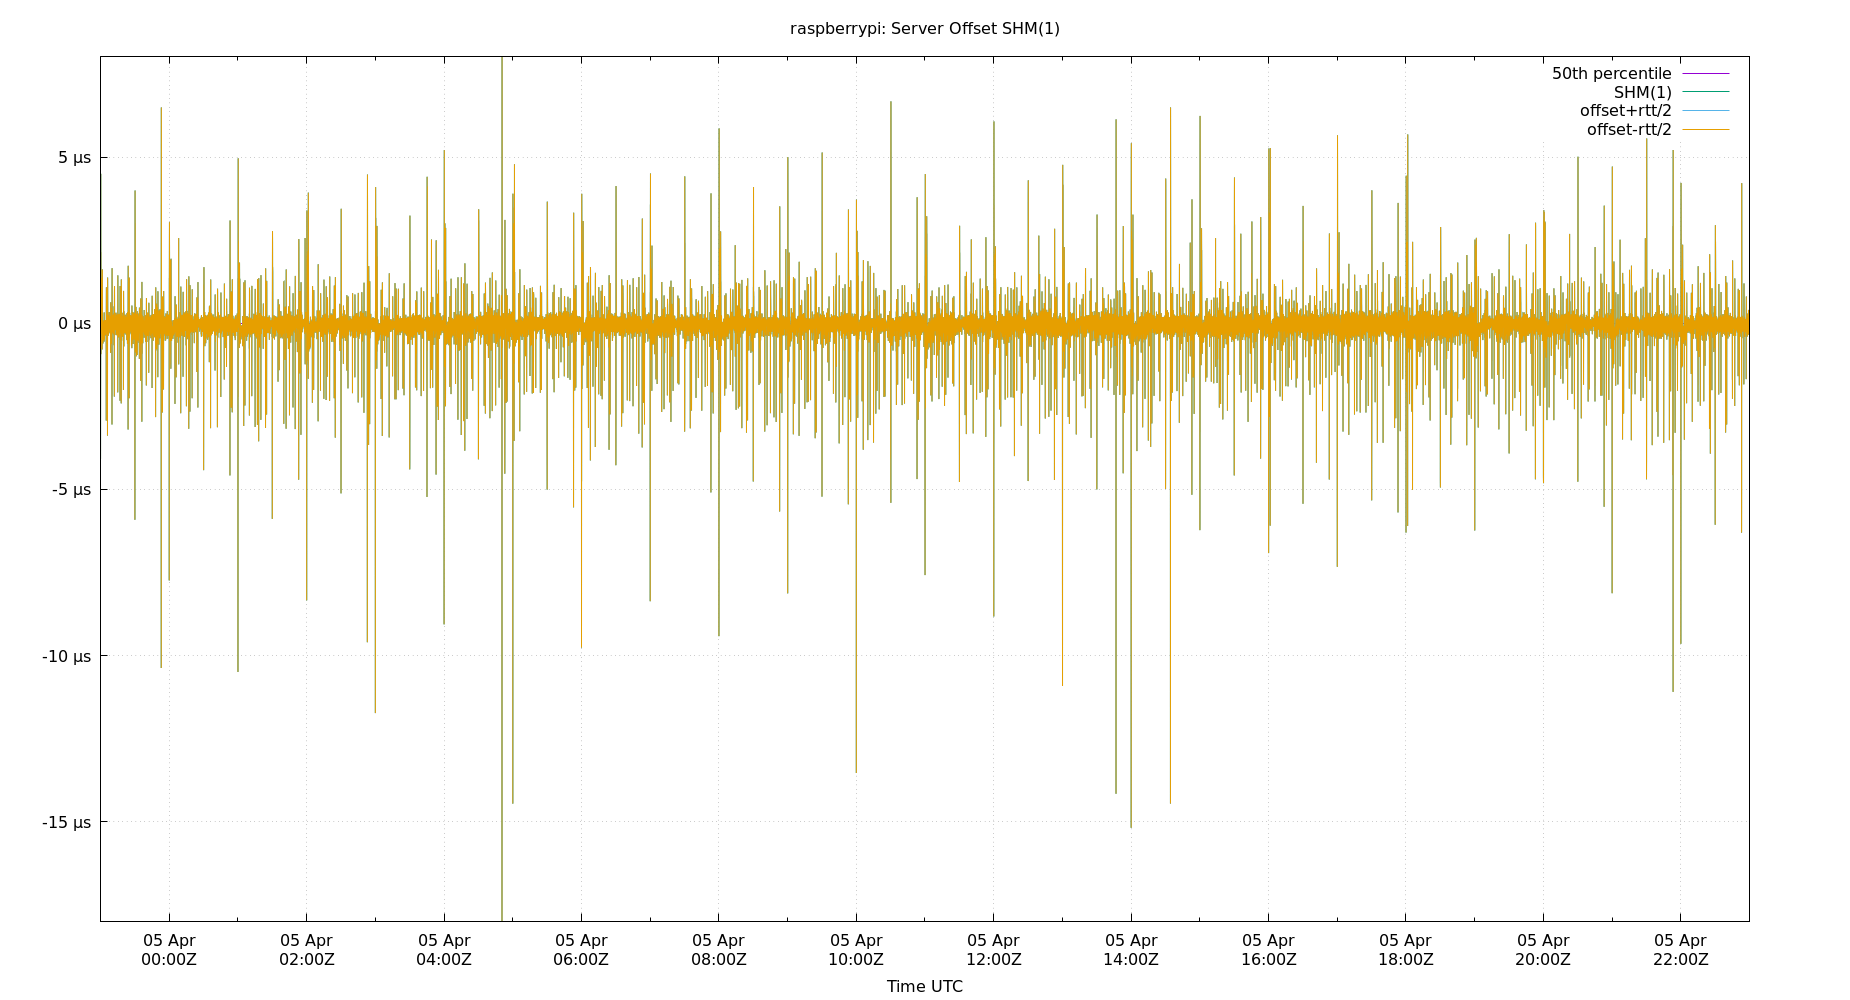 raspberrypi: Server Offset SHM(1)
50th percentile
SHM(1)
offset+rtt/2
offset-rtt/2
5 µs
0 µs
-5 µs
-10 µs
-15 µs
05 Apr 05 Apr 05 Apr 05 Apr 05 Apr 05 Apr 05 Apr 05 Apr 05 Apr 05 Apr 05 Apr 05 Apr
00:00Z 02:00Z 04:00Z 06:00Z 08:00Z 10:00Z 12:00Z 14:00Z 16:00Z 18:00Z 20:00Z 22:00Z
Time UTC